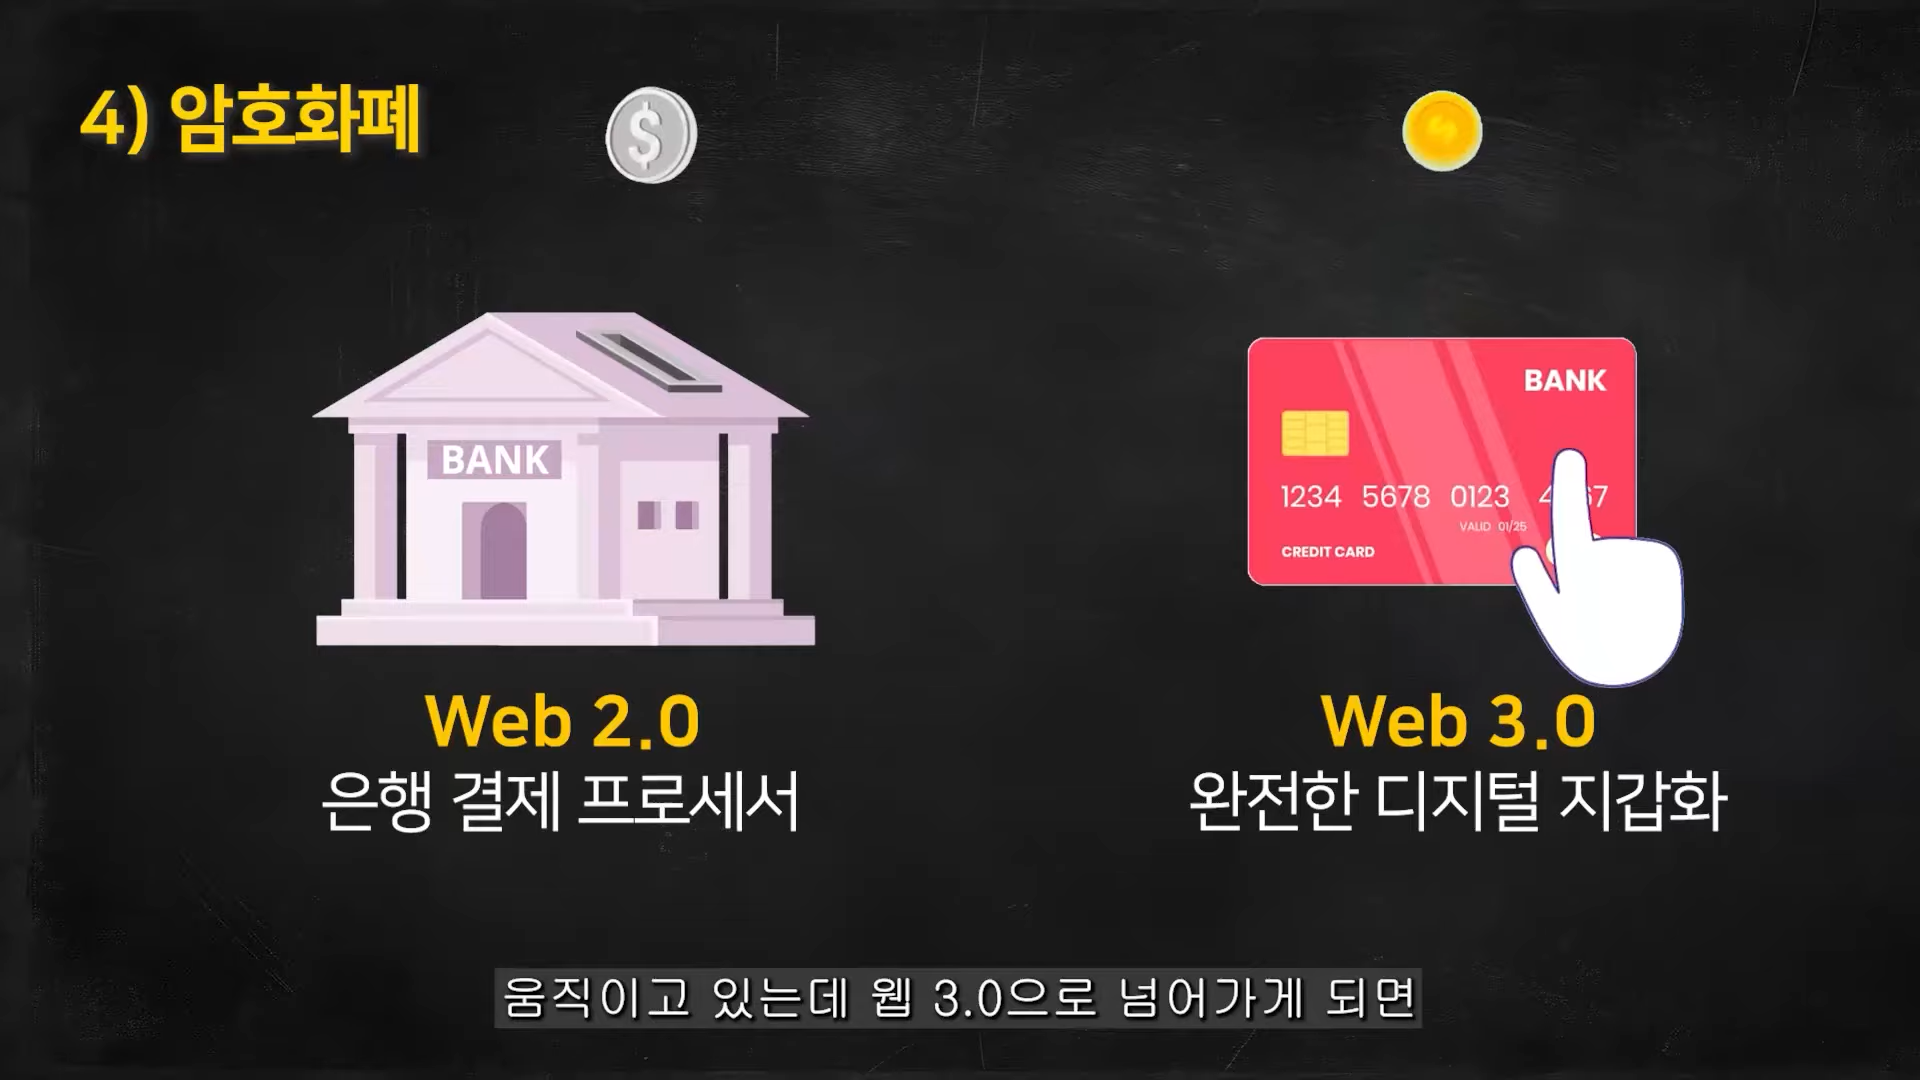 4) 암호화폐
$
BANK
BANK
1234 5678 0123
VALID 01/25
CREDIT CARD
Web 2.0
은행 결제 프로세서
Web 3.0
완전한 디지털 지갑화
움직이고 있는데 웹 3.0으로 넘어가게 되면